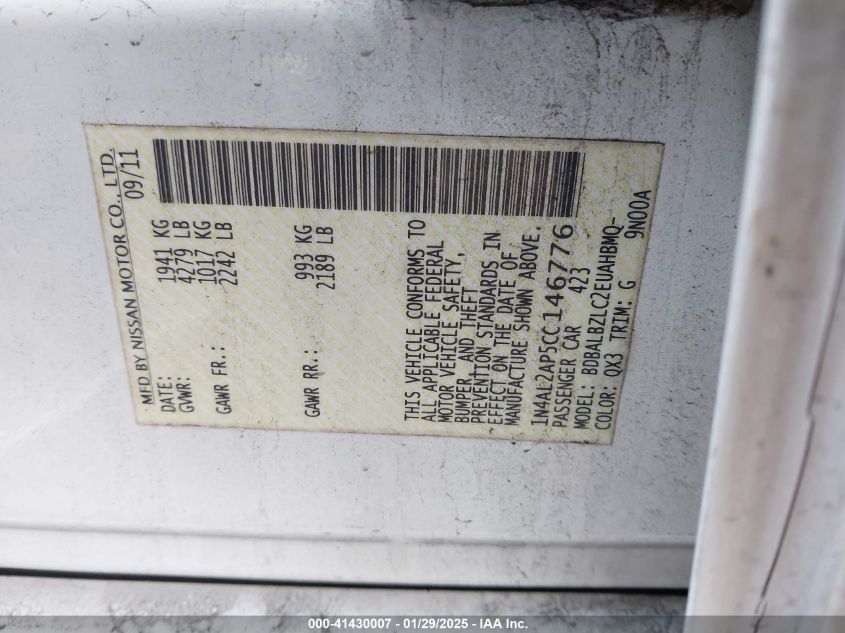 MFD BY NISSAN MOTOR CO., LTD.
DATE: 09/11
GVWR: 1941 KG
4279 LB
GAWR FR.: 1017 KG
2242 LB
GAWR RR.: 993 KG
2189 LB
THIS VEHICLE CONFORMS TO
ALL APPLICABLE FEDERAL
MOTOR VEHICLE SAFETY,
BUMPER AND THEFT
PREVENTION STANDARDS IN
EFFECT ON THE DATE OF
MANUFACTURE SHOWN ABOVE.
1N4AL2AP5CC146776
PASSENGER CAR 423
MODEL: BDBALBZLC2EUAHBMQ-
COLOR: QX3 TRIM: G 9N00A
000-41430007 - 01/29/2025 - IAA Inc.